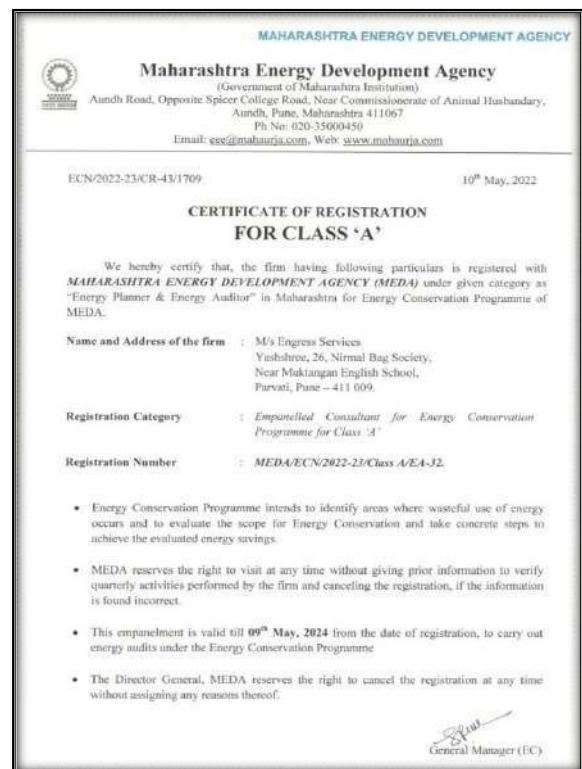 MAHARASHTRA ENERGY DEVELOPMENT AGENCY
Maharashtra Energy Development Agency
(Government of Maharashtra Institution)
Aundh Road, Opposite Spicer College Road, Near Commissionerate of Animal Husbandary,
Aundh, Pune, Maharashtra 411067
Ph No: 020-35000450
Email: eee@mahaurja.com, Web: www.mahaurja.com
ECN/2022-23/CR-43/1709 10th May, 2022
CERTIFICATE OF REGISTRATION
FOR CLASS ‘A’
We hereby certify that, the firm having following particulars is registered with
MAHARASHTRA ENERGY DEVELOPMENT AGENCY (MEDA) under given category as
“Energy Planner & Energy Auditor” in Maharashtra for Energy Conservation Programme of
MEDA.
Name and Address of the firm : M/s Engress Services
Yashshree, 26, Nirmal Bag Society,
Near Muktangan English School,
Parvati, Pune – 411 009.
Registration Category : Empanelled Consultant for Energy Conservation
Programme for Class ‘A’
Registration Number : MEDA/ECN/2022-23/Class A/EA-32.
• Energy Conservation Programme intends to identify areas where wasteful use of energy
occurs and to evaluate the scope for Energy Conservation and take concrete steps to
achieve the evaluated energy savings.
• MEDA reserves the right to visit at any time without giving prior information to verify
quarterly activities performed by the firm and canceling the registration, if the information
is found incorrect.
• This empanelment is valid till 09th May, 2024 from the date of registration, to carry out
energy audits under the Energy Conservation Programme
• The Director General, MEDA reserves the right to cancel the registration at any time
without assigning any reasons thereof.
General Manager (EC)